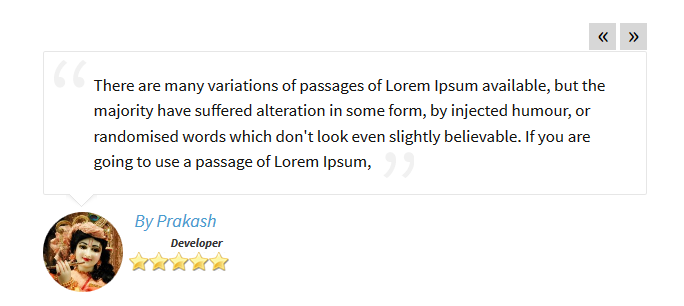 « »
There are many variations of passages of Lorem Ipsum available, but the
majority have suffered alteration in some form, by injected humour, or
randomised words which don't look even slightly believable. If you are
going to use a passage of Lorem Ipsum,
By Prakash
Developer